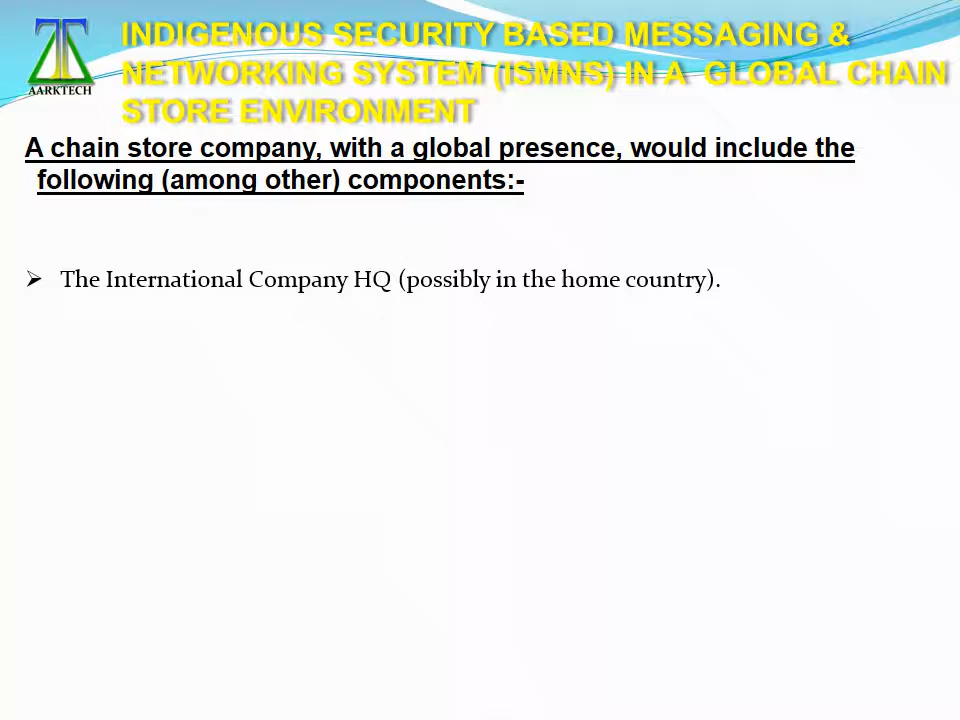 INDIGENOUS SECURITY BASED MESSAGING &
NETWORKING SYSTEM (ISMNS) IN A GLOBAL CHAIN
STORE ENVIRONMENT
AARKTECH
A chain store company, with a global presence, would include the
following (among other) components:-
➢ The International Company HQ (possibly in the home country).